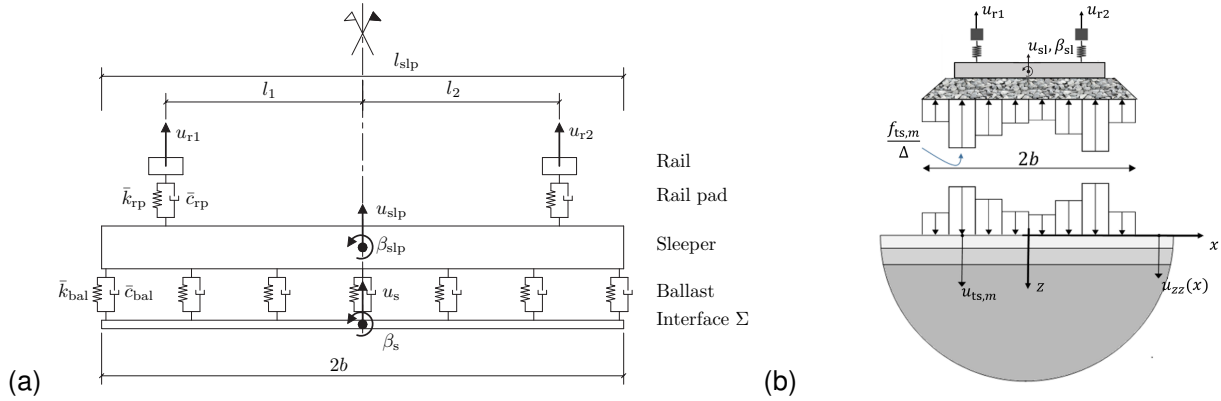 l_slp
l_1
l_2
u_r1
u_r2
Rail
k̄_rp
c̄_rp
Rail pad
u_slp
β_slp
Sleeper
k̄_bal
c̄_bal
u_s
Ballast
Interface Σ
β_s
2b
(a)
u_r1
u_r2
u_sl, β_sl
f_ts,m
Δ
2b
x
u_ts,m
z
u_zz(x)
(b)